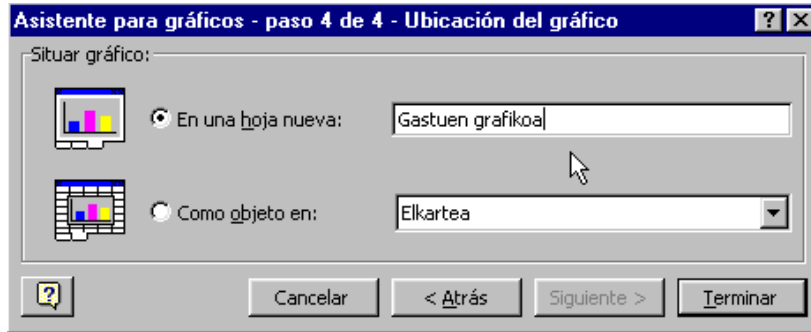 Asistente para gráficos - paso 4 de 4 - Ubicación del gráfico
Situar gráfico:
En una hoja nueva: Gastuen grafikoa
Como objeto en: Elkartea
Cancelar < Atrás Siguiente > Terminar